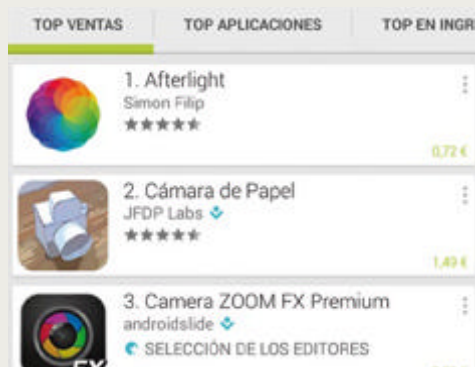 TOP VENTAS TOP APLICACIONES TOP EN INGR
1. Afterlight
Simon Filip
0,72 €
2. Cámara de Papel
JFDP Labs
1,49 €
3. Camera ZOOM FX Premium
androidslide
SELECCIÓN DE LOS EDITORES
FX